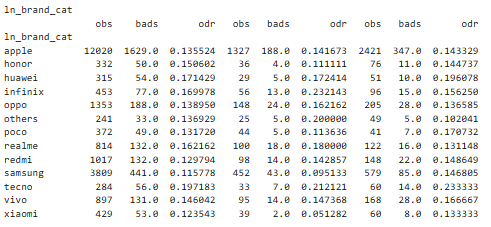 ln_brand_cat
obs bads odr obs bads odr obs bads odr
ln_brand_cat
apple 12020 1629.0 0.135524 1327 188.0 0.141673 2421 347.0 0.143329
honor 332 50.0 0.150602 36 4.0 0.111111 76 11.0 0.144737
huawei 315 54.0 0.171429 29 5.0 0.172414 51 10.0 0.196078
infinix 453 77.0 0.169978 56 13.0 0.232143 96 15.0 0.156250
oppo 1353 188.0 0.138950 148 24.0 0.162162 205 28.0 0.136585
others 241 33.0 0.136929 25 5.0 0.200000 49 5.0 0.102041
poco 372 49.0 0.131720 44 5.0 0.113636 41 7.0 0.170732
realme 814 132.0 0.162162 100 18.0 0.180000 122 16.0 0.131148
redmi 1017 132.0 0.129794 98 14.0 0.142857 148 22.0 0.148649
samsung 3809 441.0 0.115778 452 43.0 0.095133 579 85.0 0.146805
tecno 284 56.0 0.197183 33 7.0 0.212121 60 14.0 0.233333
vivo 897 131.0 0.146042 95 14.0 0.147368 168 28.0 0.166667
xiaomi 429 53.0 0.123543 39 2.0 0.051282 60 8.0 0.133333